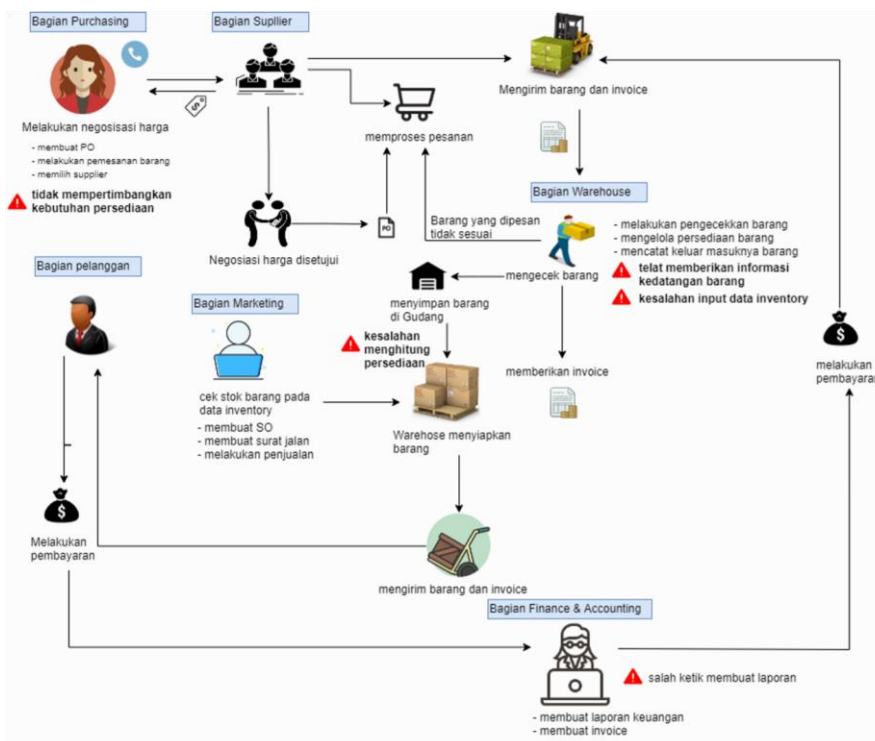 Bagian Purchasing
Bagian Supllier
Melakukan negosisasi harga
- membuat PO
- melakukan pemesanan barang
- memilih supplier
tidak mempertimbangkan
kebutuhan persediaan
memproses pesanan
Mengirim barang dan invoice
Negosiasi harga disetujui
PO
Barang yang dipesan
tidak sesuai
Bagian Warehouse
mengecek barang
- melakukan pengecekkan barang
- mengelola persediaan barang
- mencatat keluar masuknya barang
telat memberikan informasi
kedatangan barang
kesalahan input data inventory
Bagian pelanggan
Bagian Marketing
cek stok barang pada
data inventory
- membuat SO
- membuat surat jalan
- melakukan penjualan
menyimpan barang
di Gudang
kesalahan
menghitung
persediaan
memberikan invoice
Warehose menyiapkan
barang
melakukan
pembayaran
Melakukan
pembayaran
mengirim barang dan invoice
Bagian Finance & Accounting
salah ketik membuat laporan
- membuat laporan keuangan
- membuat invoice